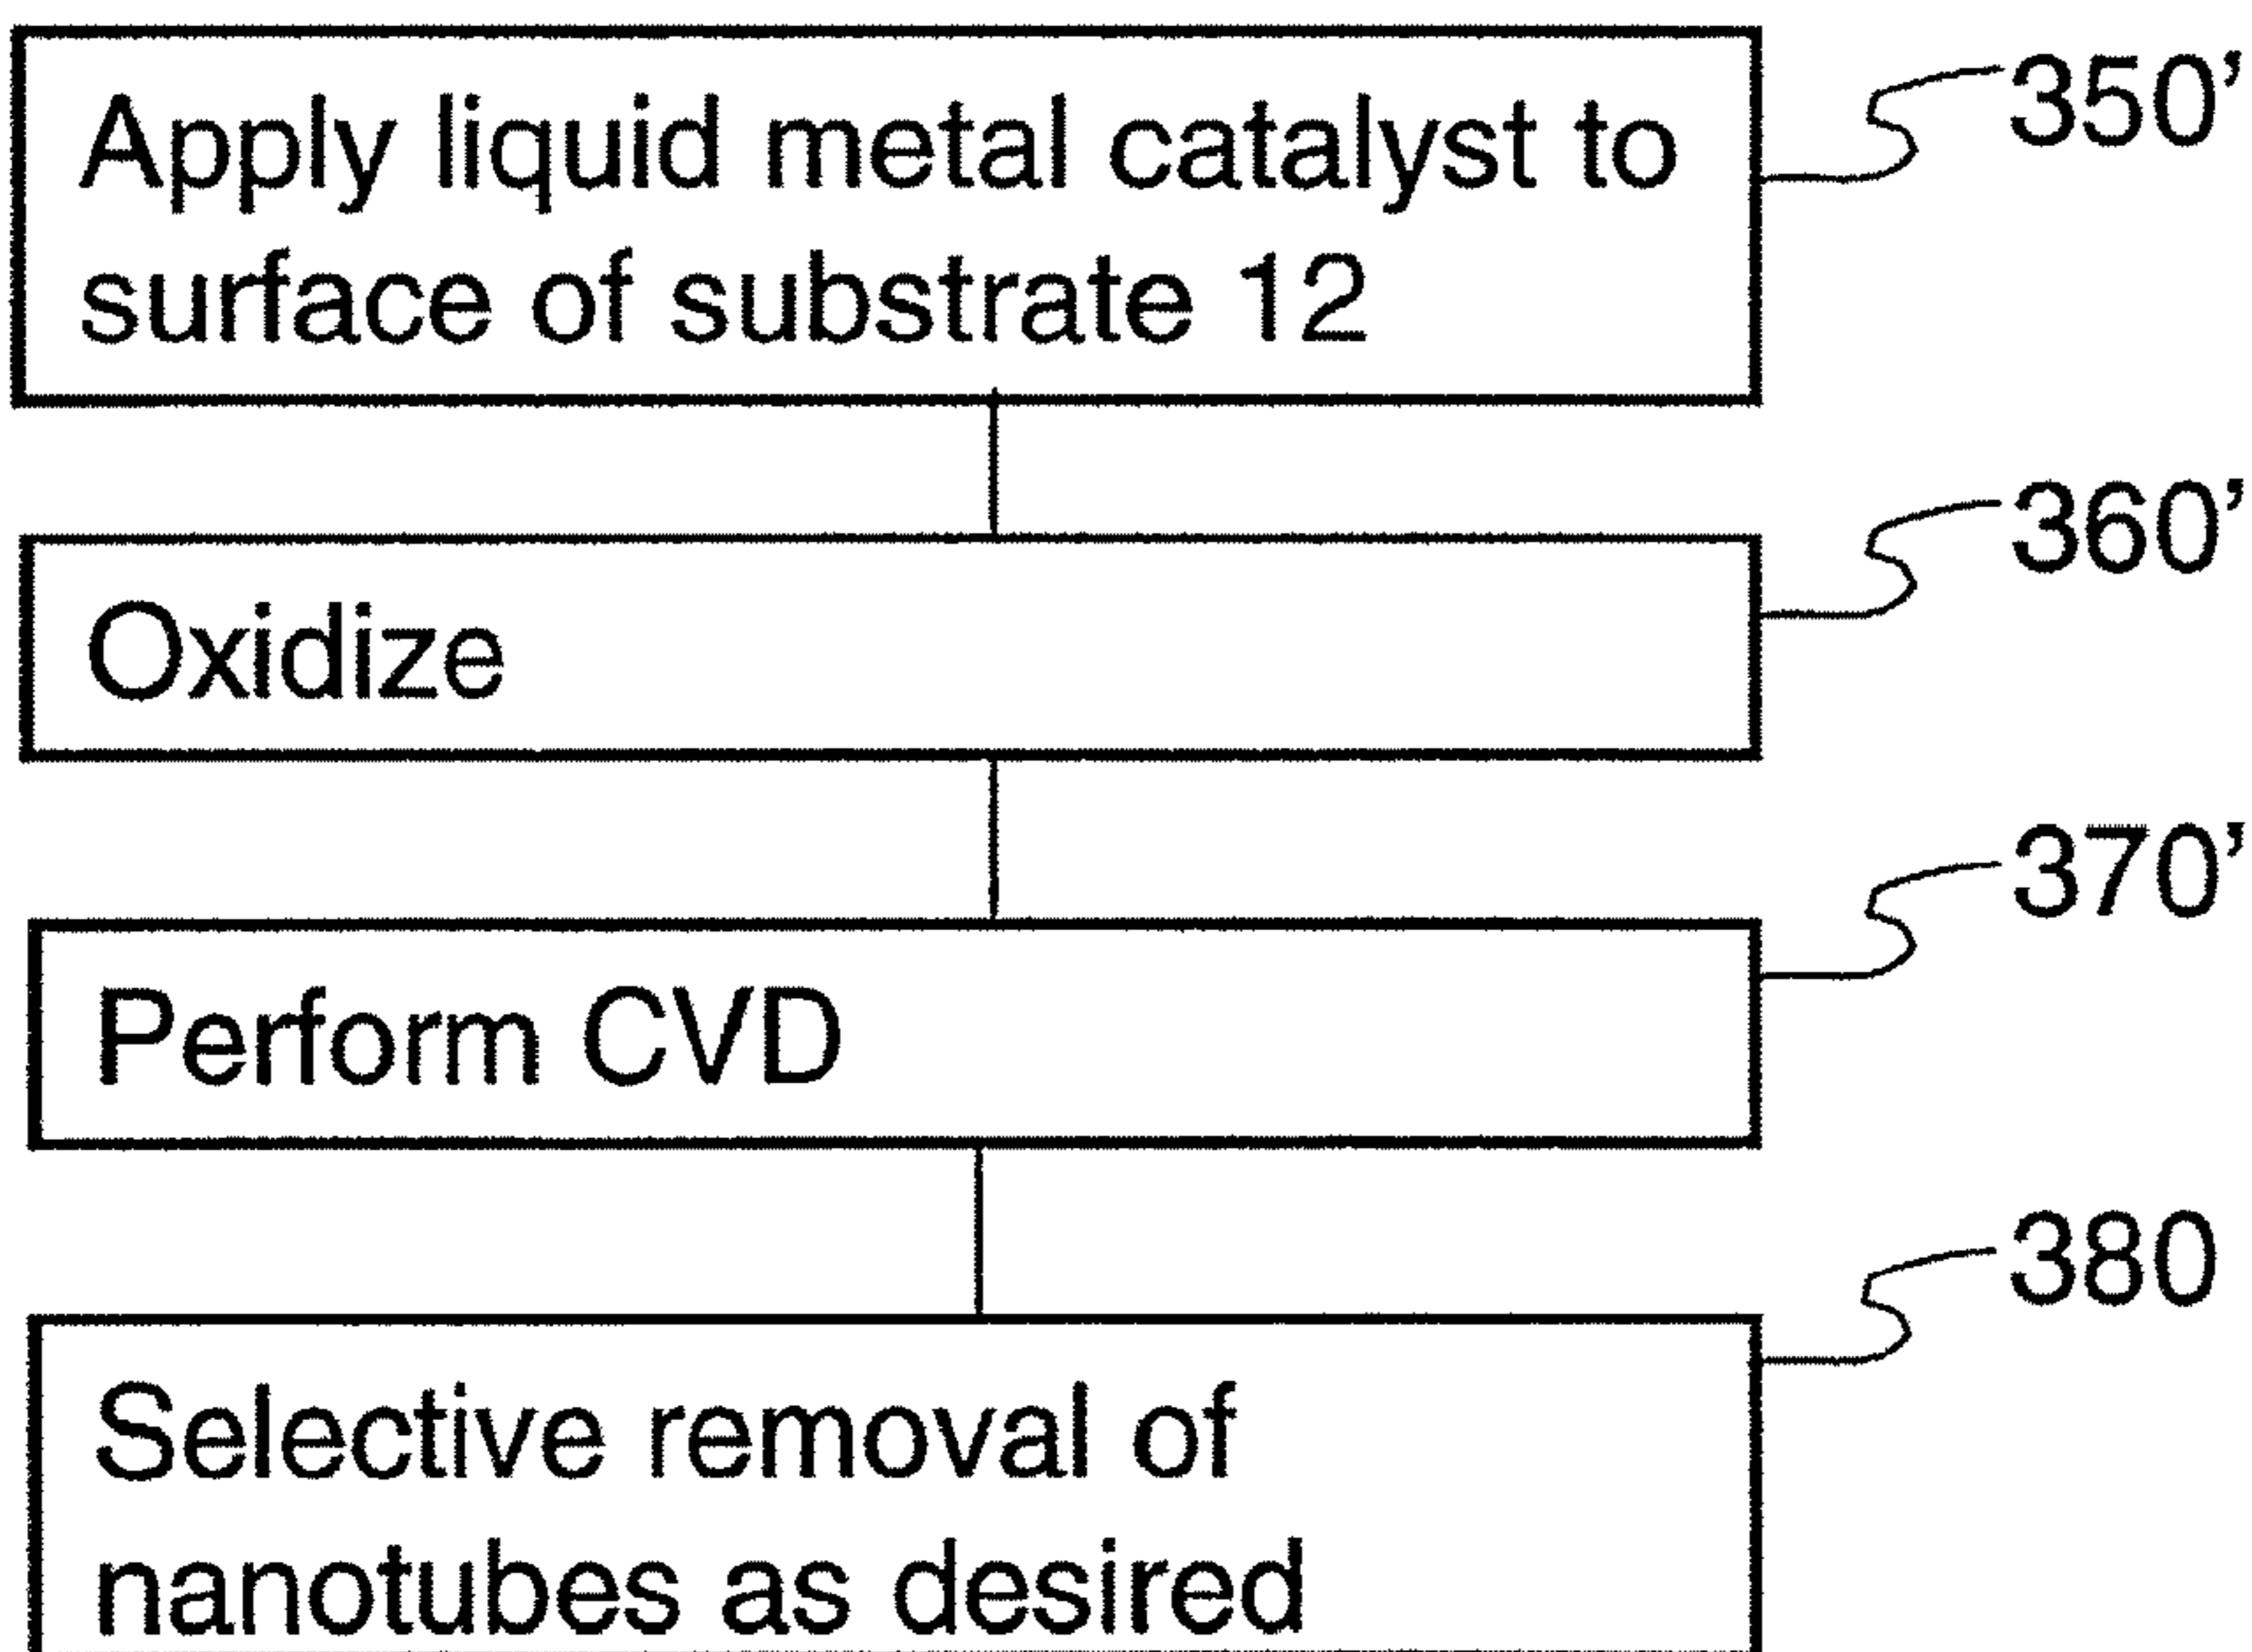 Apply liquid metal catalyst to
surface of substrate 12
350'
Oxidize
360'
Perform CVD
370'
Selective removal of
nanotubes as desired
380